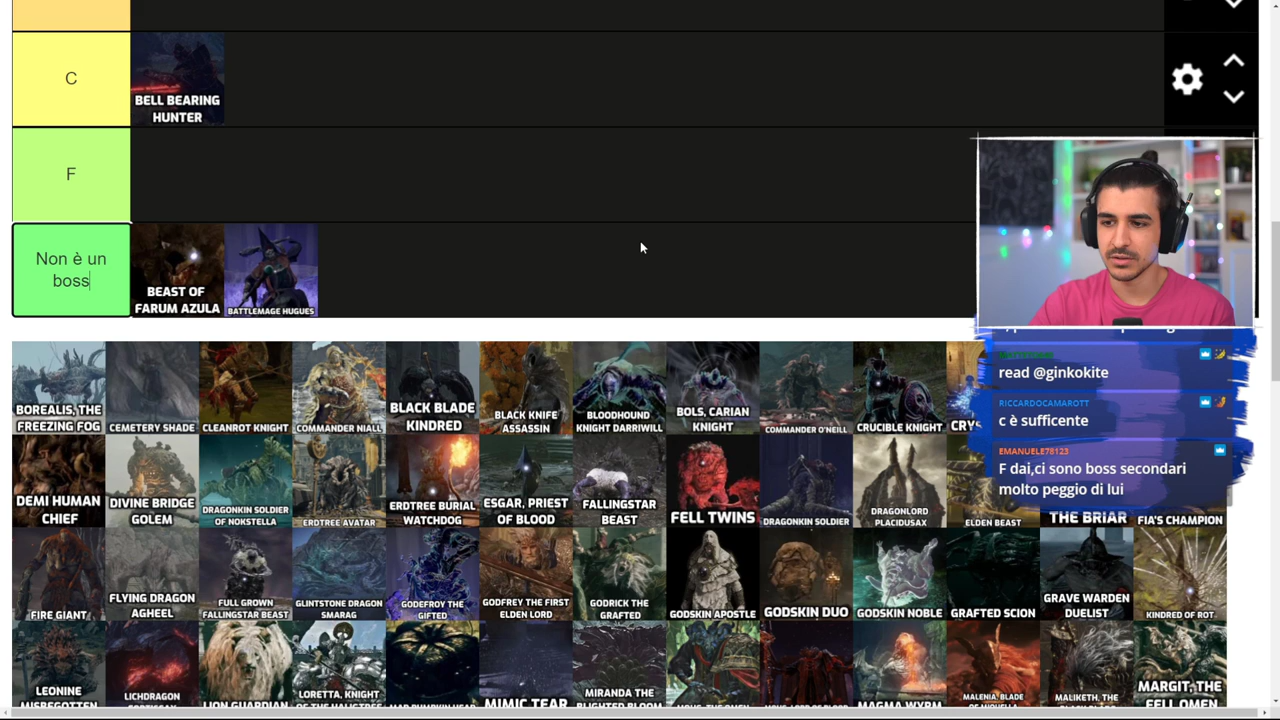 C
BELL BEARING
HUNTER
F
Non è un
boss
BEAST OF
FARUM AZULA
BATTLEMAGE HUGUES
read @ginkokite
RICCARDOCAMAROTT
c è sufficente
EMANUELE78123
F dai,ci sono boss secondari
molto peggio di lui
BOREALIS, THE
FREEZING FOG
CEMETERY SHADE
CLEANROT KNIGHT
COMMANDER NIALL
BLACK BLADE
KINDRED
BLACK KNIFE
ASSASSIN
BLOODHOUND
KNIGHT DARRIWILL
BOLS, CARIAN
KNIGHT
COMMANDER O'NEILL
CRUCIBLE KNIGHT
DEMI HUMAN
CHIEF
DIVINE BRIDGE
GOLEM
DRAGONKIN SOLDIER
OF NOKSTELLA
ERDTREE AVATAR
ERDTREE BURIAL
WATCHDOG
ESGAR, PRIEST
OF BLOOD
FALLINGSTAR
BEAST
FELL TWINS
DRAGONKIN SOLDIER
DRAGONLORD
PLACIDUSAX
ELDEN BEAST
THE BRIAR
FIA'S CHAMPION
FIRE GIANT
FLYING DRAGON
AGHEEL
FULL GROWN
FALLINGSTAR BEAST
GLINTSTONE DRAGON
SMARAG
GODEFROY THE
GIFTED
GODFREY THE FIRST
ELDEN LORD
GODRICK THE
GRAFTED
GODSKIN APOSTLE
GODSKIN DUO
GODSKIN NOBLE
GRAFTED SCION
GRAVE WARDEN
DUELIST
KINDRED OF ROT
LEONINE
MISBEGOTTEN
LICHDRAGON
LION GUARDIAN
LORETTA, KNIGHT
OF THE HALIGTREE
MAD PUMPKIN HEAD
MIMIC TEAR
MIRANDA THE
BLIGHTED BLOOM
MAGMA WYRM
MALENIA, BLADE
OF MIQUELLA
MALIKETH, THE
MARGIT, THE
FELL OMEN